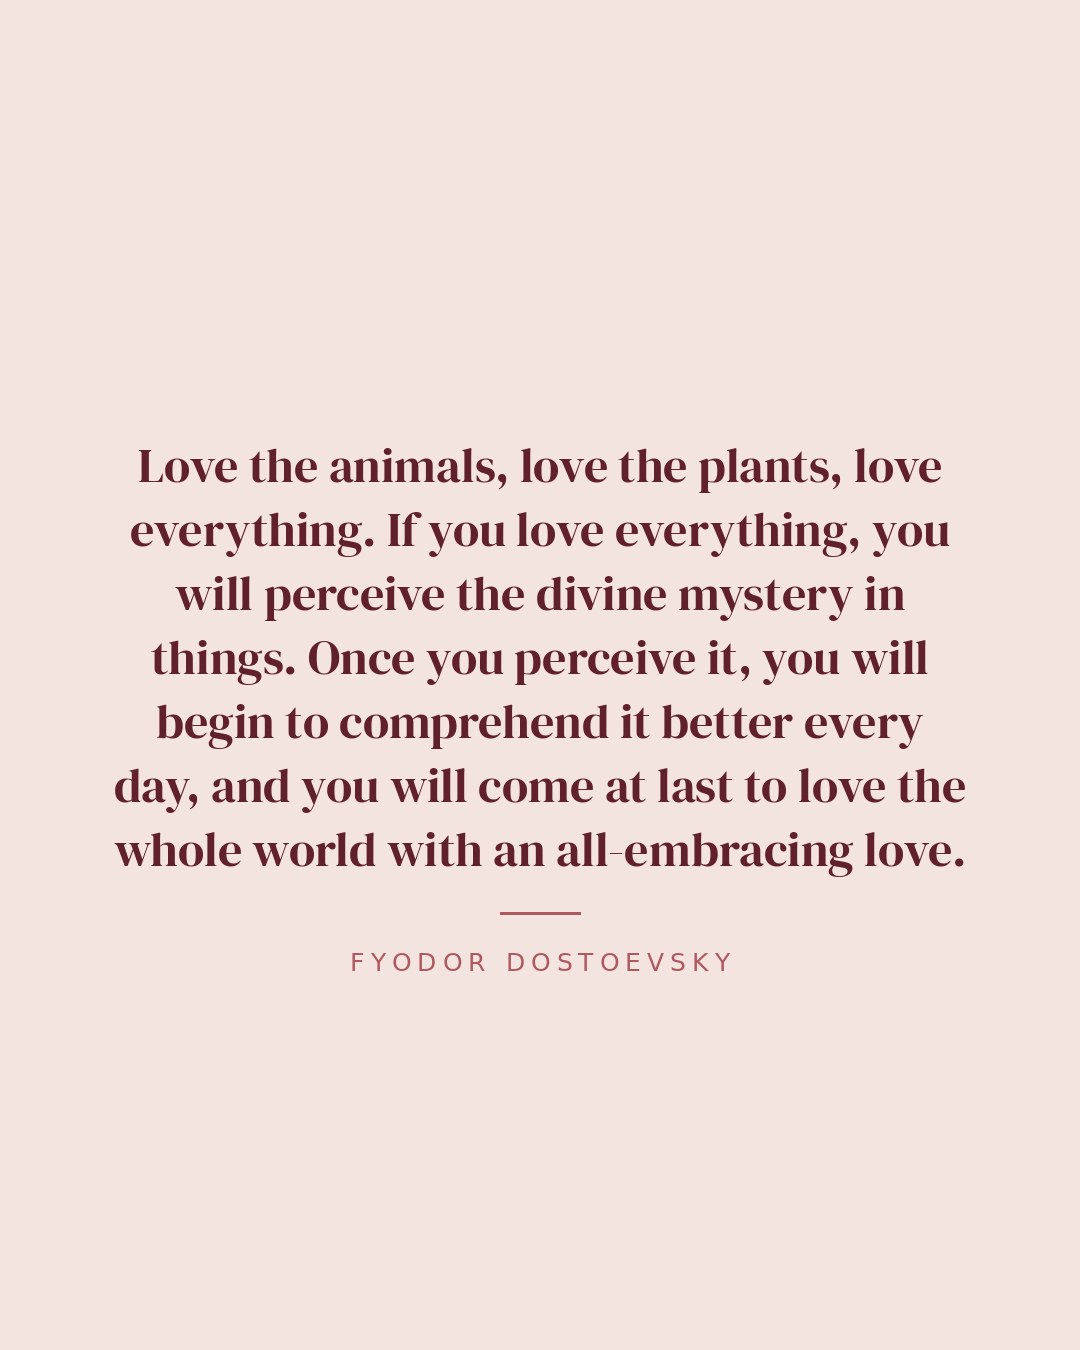 Love the animals, love the plants, love
everything. If you love everything, you
will perceive the divine mystery in
things. Once you perceive it, you will
begin to comprehend it better every
day, and you will come at last to love the
whole world with an all-embracing love.
FYODOR DOSTOEVSKY